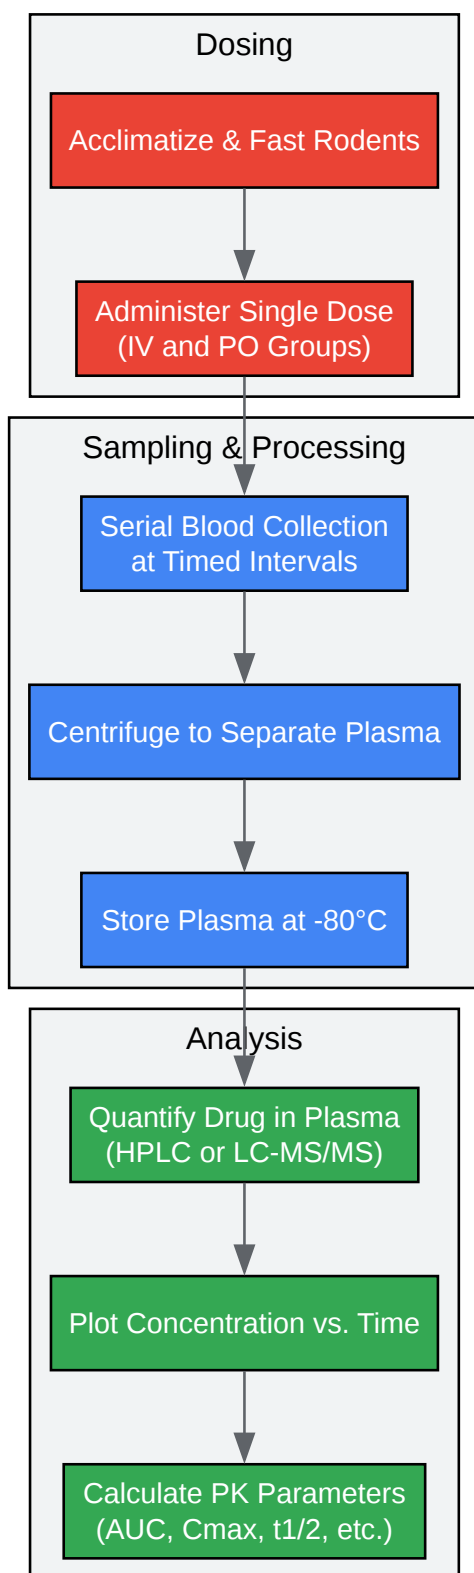 Dosing
Acclimatize & Fast Rodents
Administer Single Dose
(IV and PO Groups)
Sampling & Processing
Serial Blood Collection
at Timed Intervals
Centrifuge to Separate Plasma
Store Plasma at -80°C
Analysis
Quantify Drug in Plasma
(HPLC or LC-MS/MS)
Plot Concentration vs. Time
Calculate PK Parameters
(AUC, Cmax, t1/2, etc.)